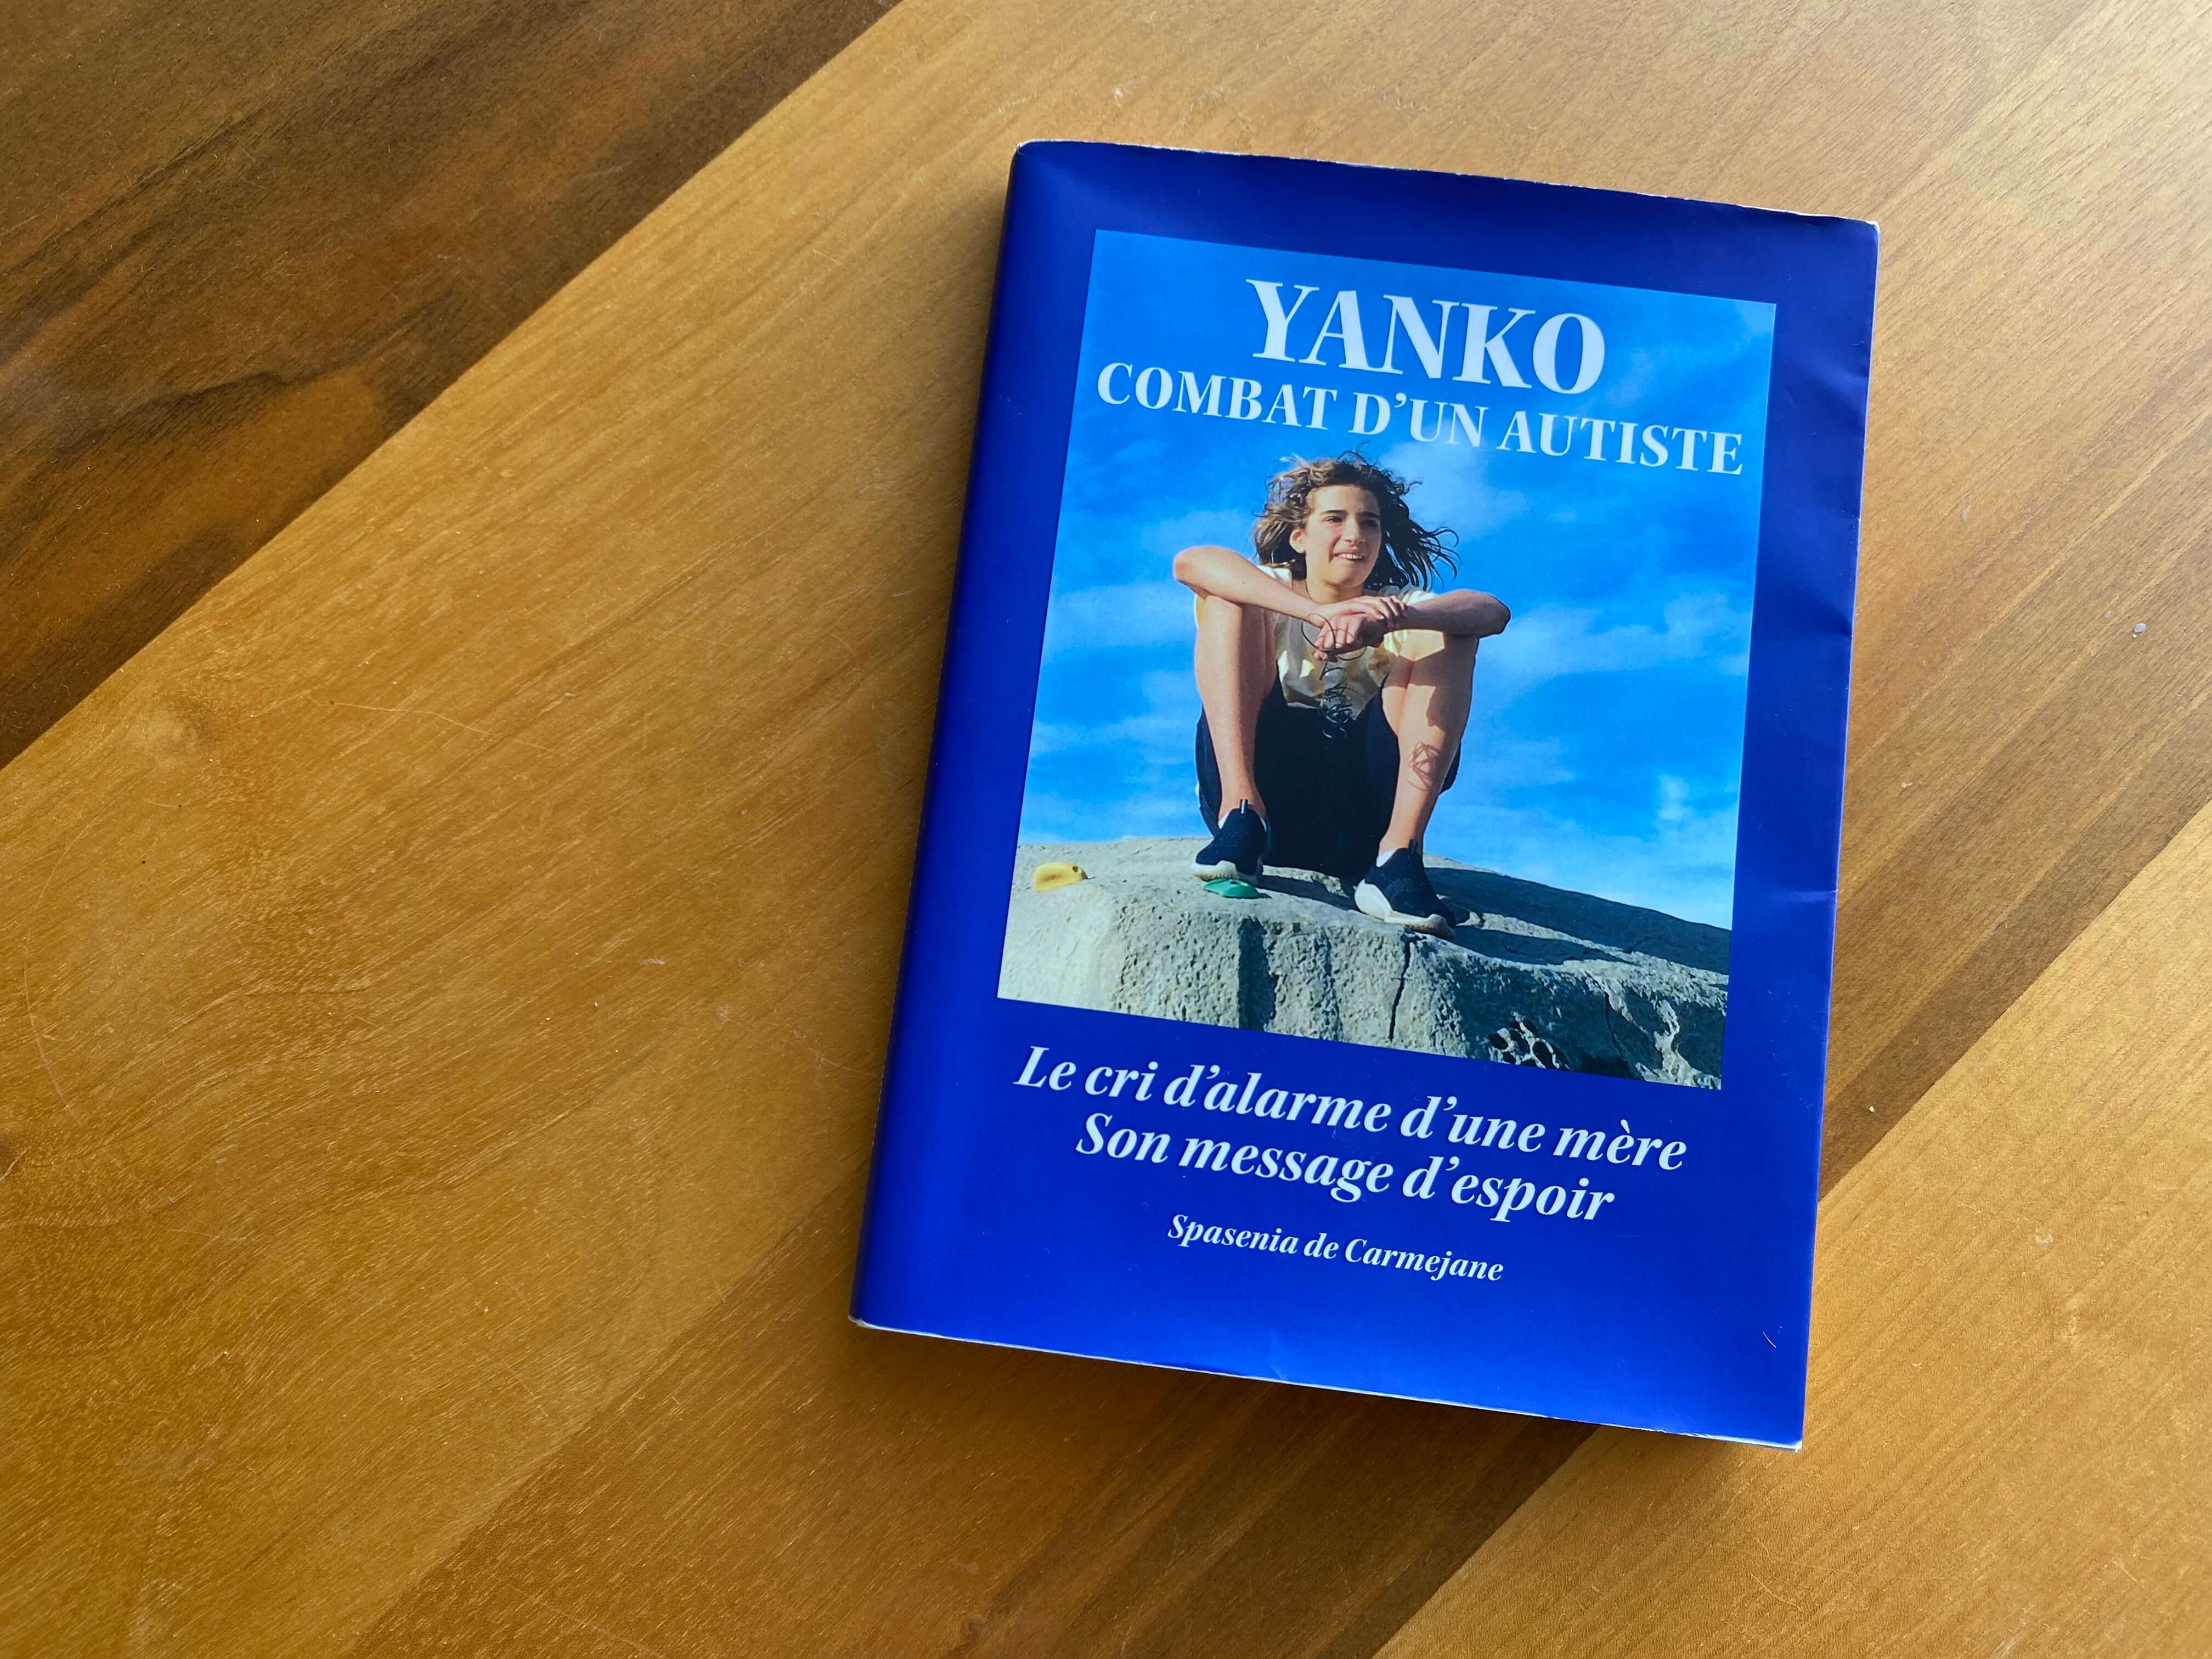 YANKO
COMBAT D'UN AUTISTE
Le cri d'alarme d'une mère
Son message d'espoir
Spasenia de Carmejane